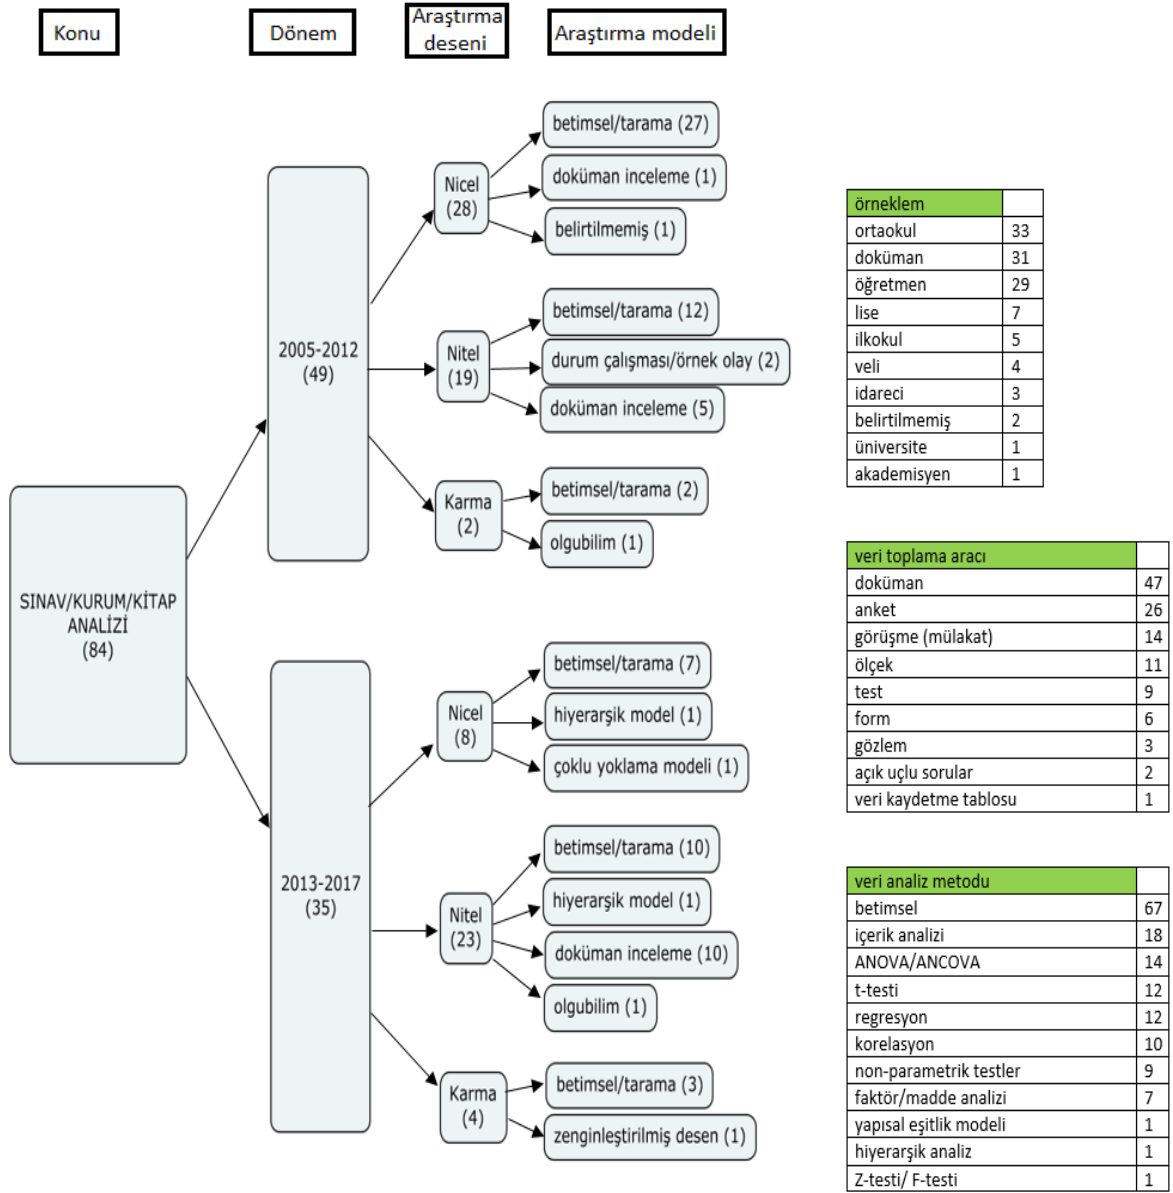 Konu
Dönem
Araştırma
deseni
Araştırma modeli
SINAV/KURUM/KİTAP
ANALİZİ
(84)
2005-2012
(49)
Nicel
(28)
betimsel/tarama (27)
doküman inceleme (1)
belirtilmemiş (1)
Nitel
(19)
betimsel/tarama (12)
durum çalışması/örnek olay (2)
doküman inceleme (5)
Karma
(2)
betimsel/tarama (2)
olgubilim (1)
2013-2017
(35)
Nicel
(8)
betimsel/tarama (7)
hiyerarşik model (1)
çoklu yoklama modeli (1)
Nitel
(23)
betimsel/tarama (10)
hiyerarşik model (1)
doküman inceleme (10)
olgubilim (1)
Karma
(4)
betimsel/tarama (3)
zenginleştirilmiş desen (1)
örneklem
ortaokul 33
doküman 31
öğretmen 29
lise 7
ilkokul 5
veli 4
idareci 3
belirtilmemiş 2
üniversite 1
akademisyen 1
veri toplama aracı
doküman 47
anket 26
görüşme (mülakat) 14
ölçek 11
test 9
form 6
gözlem 3
açık uçlu sorular 2
veri kaydetme tablosu 1
veri analiz metodu
betimsel 67
içerik analizi 18
ANOVA/ANCOVA 14
t-testi 12
regresyon 12
korelasyon 10
non-parametrik testler 9
faktör/madde analizi 7
yapısal eşitlik modeli 1
hiyerarşik analiz 1
Z-testi/ F-testi 1